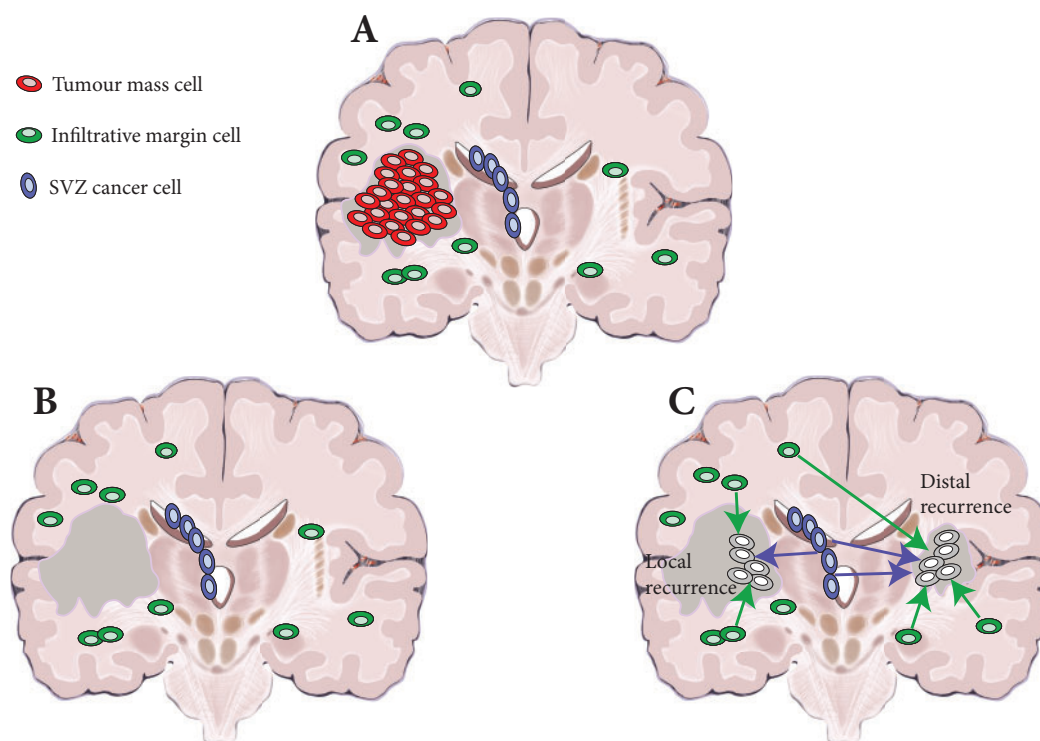 A
Tumour mass cell
Infiltrative margin cell
SVZ cancer cell
B
C
Distal
recurrence
Local
recurrence